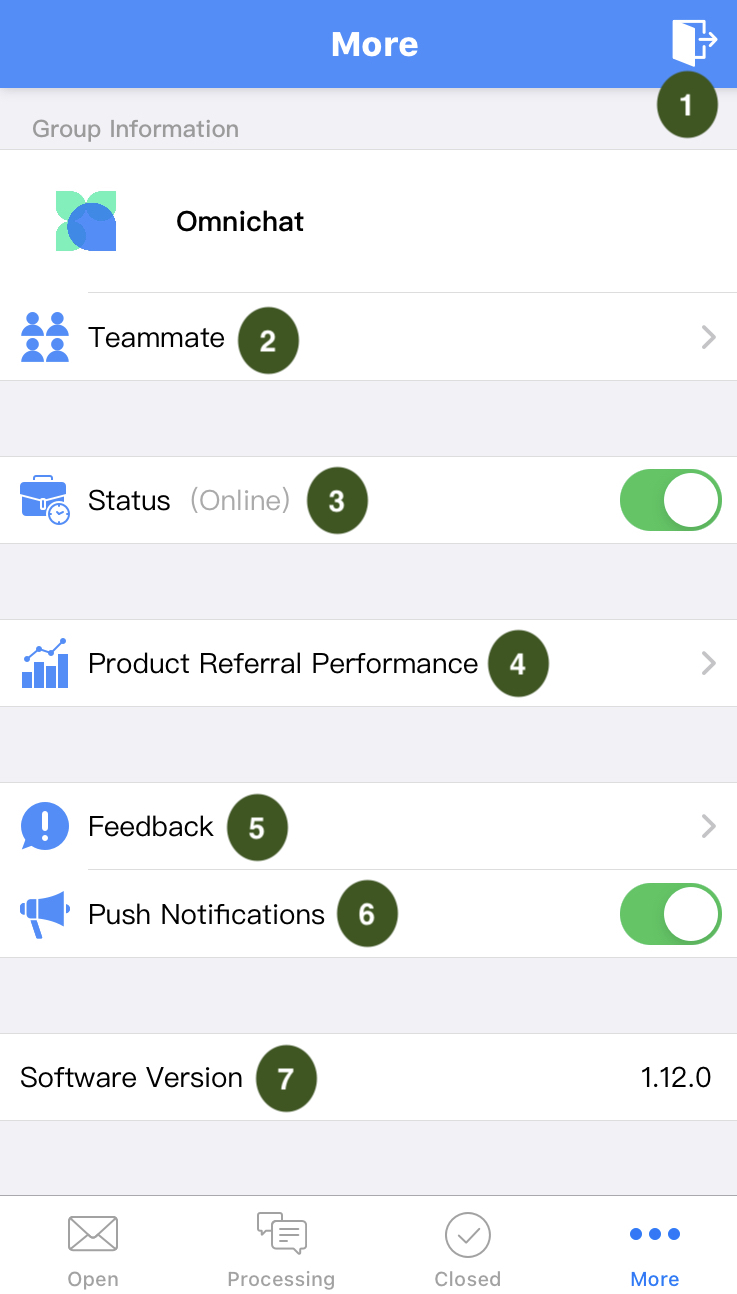 More
1
Group Information
Omnichat
Teammate 2
Status (Online) 3
Product Referral Performance 4
Feedback 5
Push Notifications 6
Software Version 7 1.12.0
Open Processing Closed More